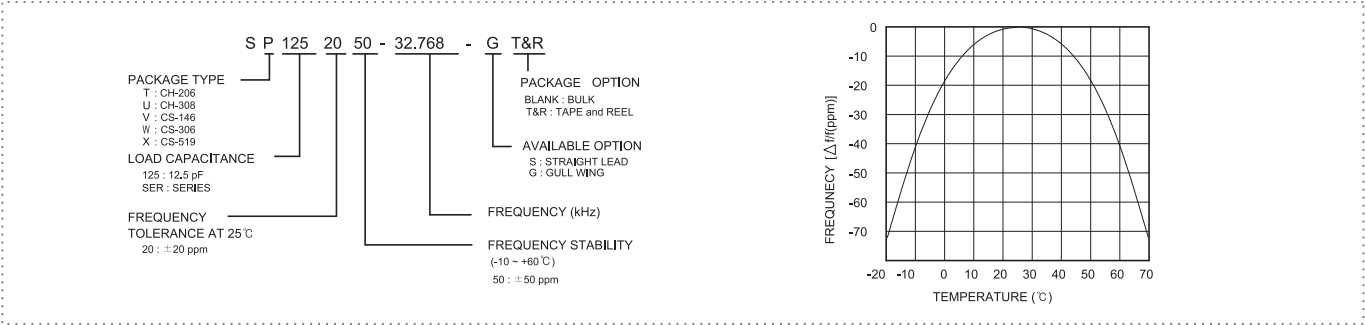 S P 125 20 50 - 32.768 - G T&R
PACKAGE TYPE
T : CH-206
U : CH-308
V : CS-146
W : CS-306
X : CS-519
LOAD CAPACITANCE
125 : 12.5 pF
SER : SERIES
FREQUENCY
TOLERANCE AT 25℃
20 : ±20 ppm
PACKAGE OPTION
BLANK : BULK
T&R : TAPE and REEL
AVAILABLE OPTION
S : STRAIGHT LEAD
G : GULL WING
FREQUENCY (kHz)
FREQUENCY STABILITY
(-10 ~ +60℃)
50 : ±50 ppm
FREQUNECY [△f/f(ppm)]
0
-10
-20
-30
-40
-50
-60
-70
-20 -10 0 10 20 30 40 50 60 70
TEMPERATURE (℃)